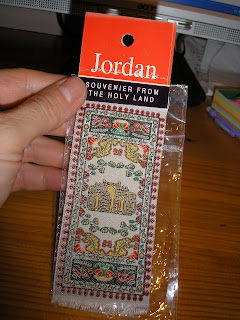 Jordan
SOUVENIER FROM
THE HOLY LAND